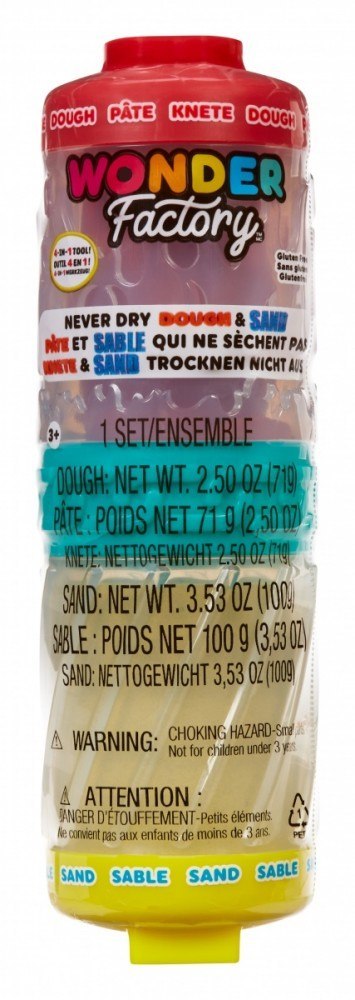 DOUGH PÂTE KNETE DOUGH
WONDER
Factory
4-IN-1 TOOL!
OUTIL 4 EN 1!
4-IN-1 WERKZEUG!
Gluten Free
Sans gluten
Glutenfrei
NEVER DRY DOUGH & SAND
PÂTE ET SABLE QUI NE SÈCHENT PAS
KNETE & SAND TROCKNEN NICHT AUS
3+
1 SET/ENSEMBLE
DOUGH: NET WT. 2.50 OZ (71g)
PÂTE : POIDS NET 71 g (2,50 OZ)
KNETE: NETTOGEWICHT 2,50 OZ (71g)
SAND: NET WT. 3.53 OZ (100g)
SABLE : POIDS NET 100 g (3,53 OZ)
SAND: NETTOGEWICHT 3,53 OZ (100g)
WARNING: CHOKING HAZARD-Small
Not for children under 3 years.
ATTENTION :
DANGER D'ÉTOUFFEMENT-Petits éléments.
Ne convient pas aux enfants de moins de 3 ans.
PET
SAND SABLE SAND SABLE